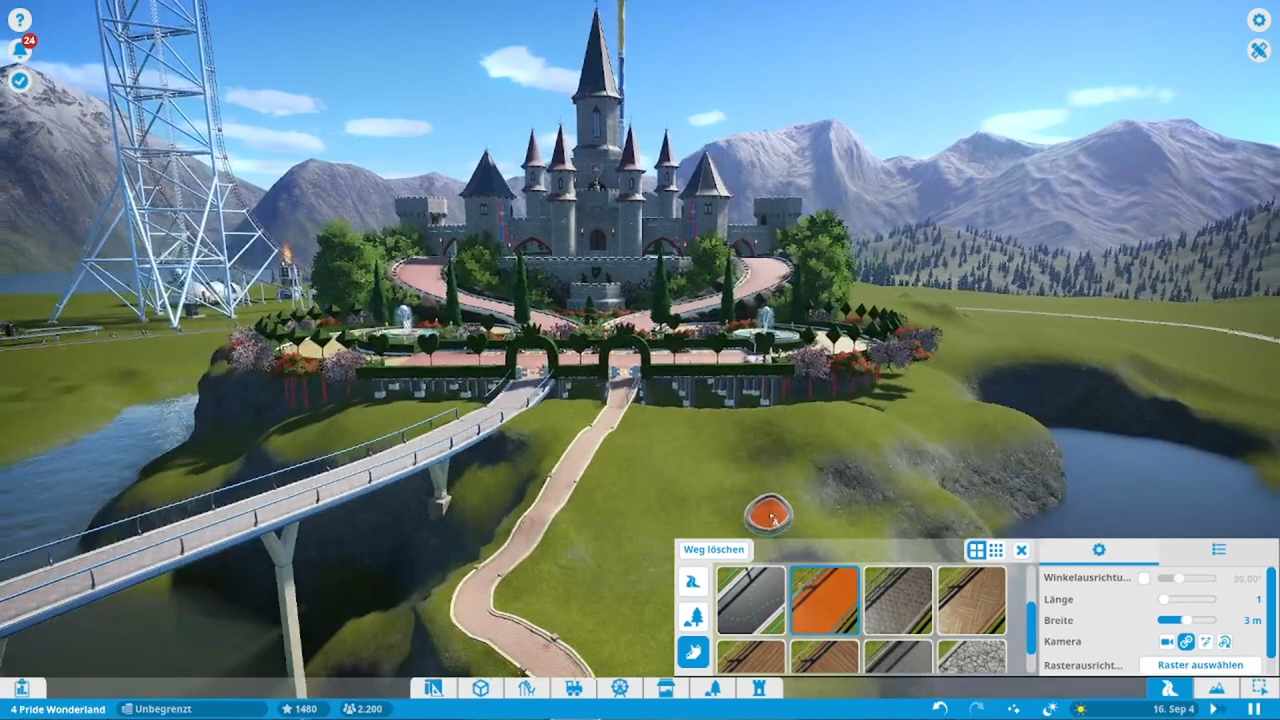 ?
24
Weg löschen
Winkelausrichtu... 30,00°
Länge 1
Breite 3 m
Kamera
Rasterausricht... Raster auswählen
4 Pride Wonderland Unbegrenzt 1480 2.200 16. Sep 4